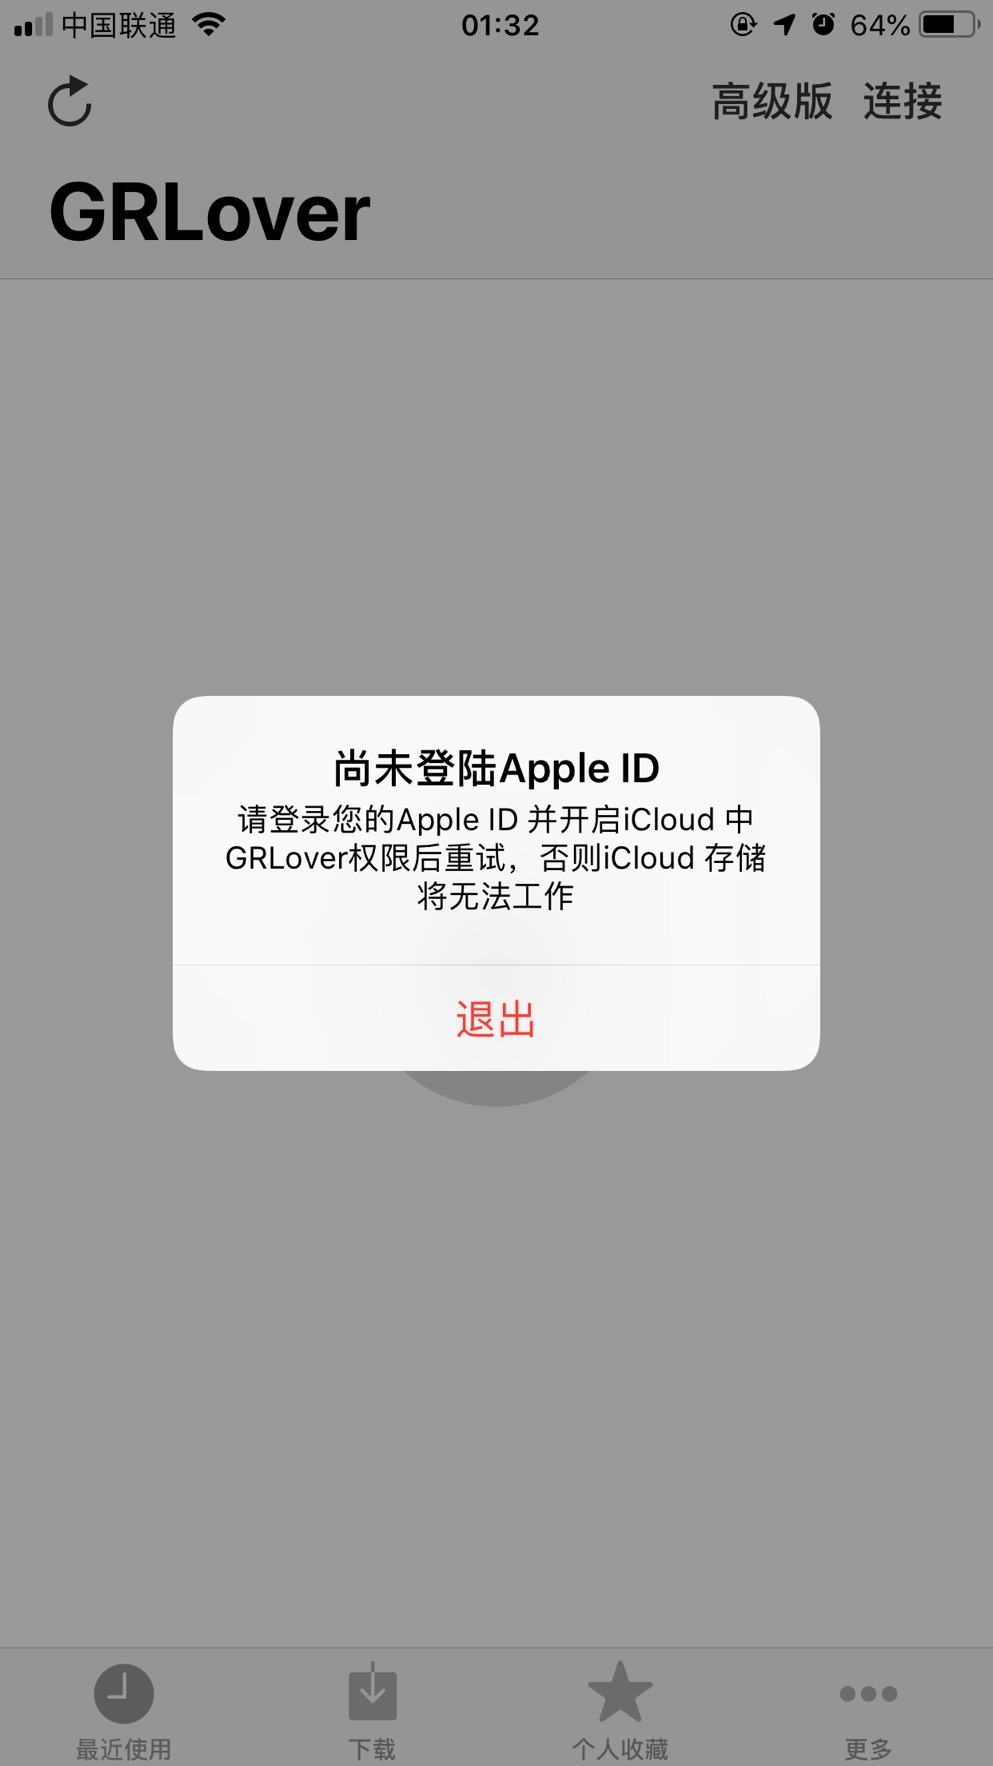 中国联通 01:32 64%
高级版 连接
GRLover
尚未登陆Apple ID
请登录您的Apple ID 并开启iCloud 中
GRLover权限后重试，否则iCloud 存储
将无法工作
退出
最近使用 下载 个人收藏 更多